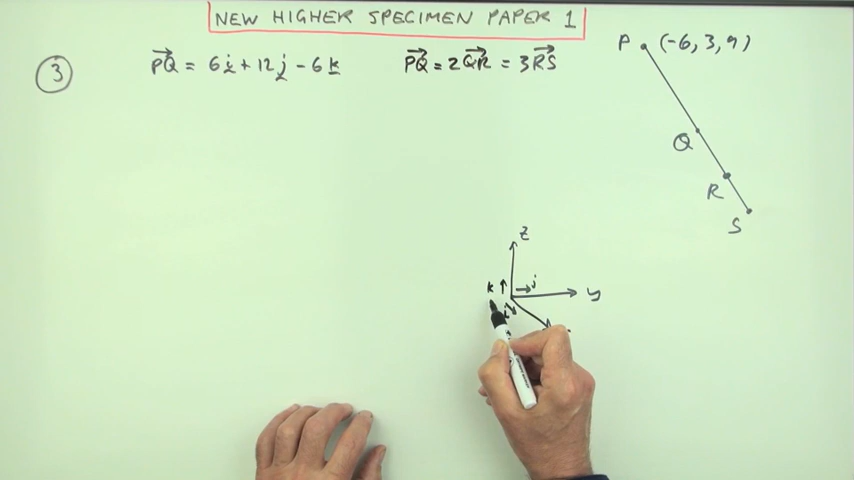 NEW HIGHER SPECIMEN PAPER 1
3
PQ = 6i + 12j - 6k
PQ = 2QR = 3RS
P (-6, 3, 9)
Q
R
S
z
k
j
y
i